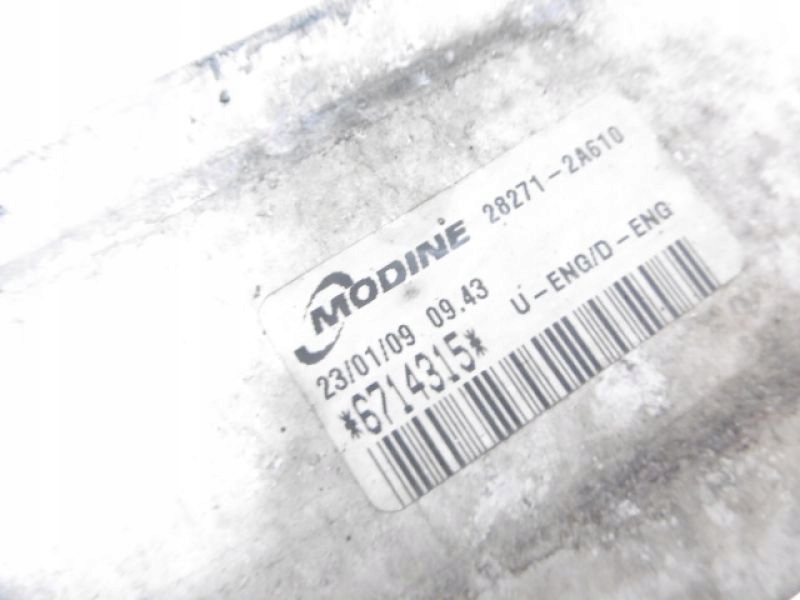 MODINE 28271-2A610
23/01/09 09.43 U-ENG/D-ENG
*6714315*